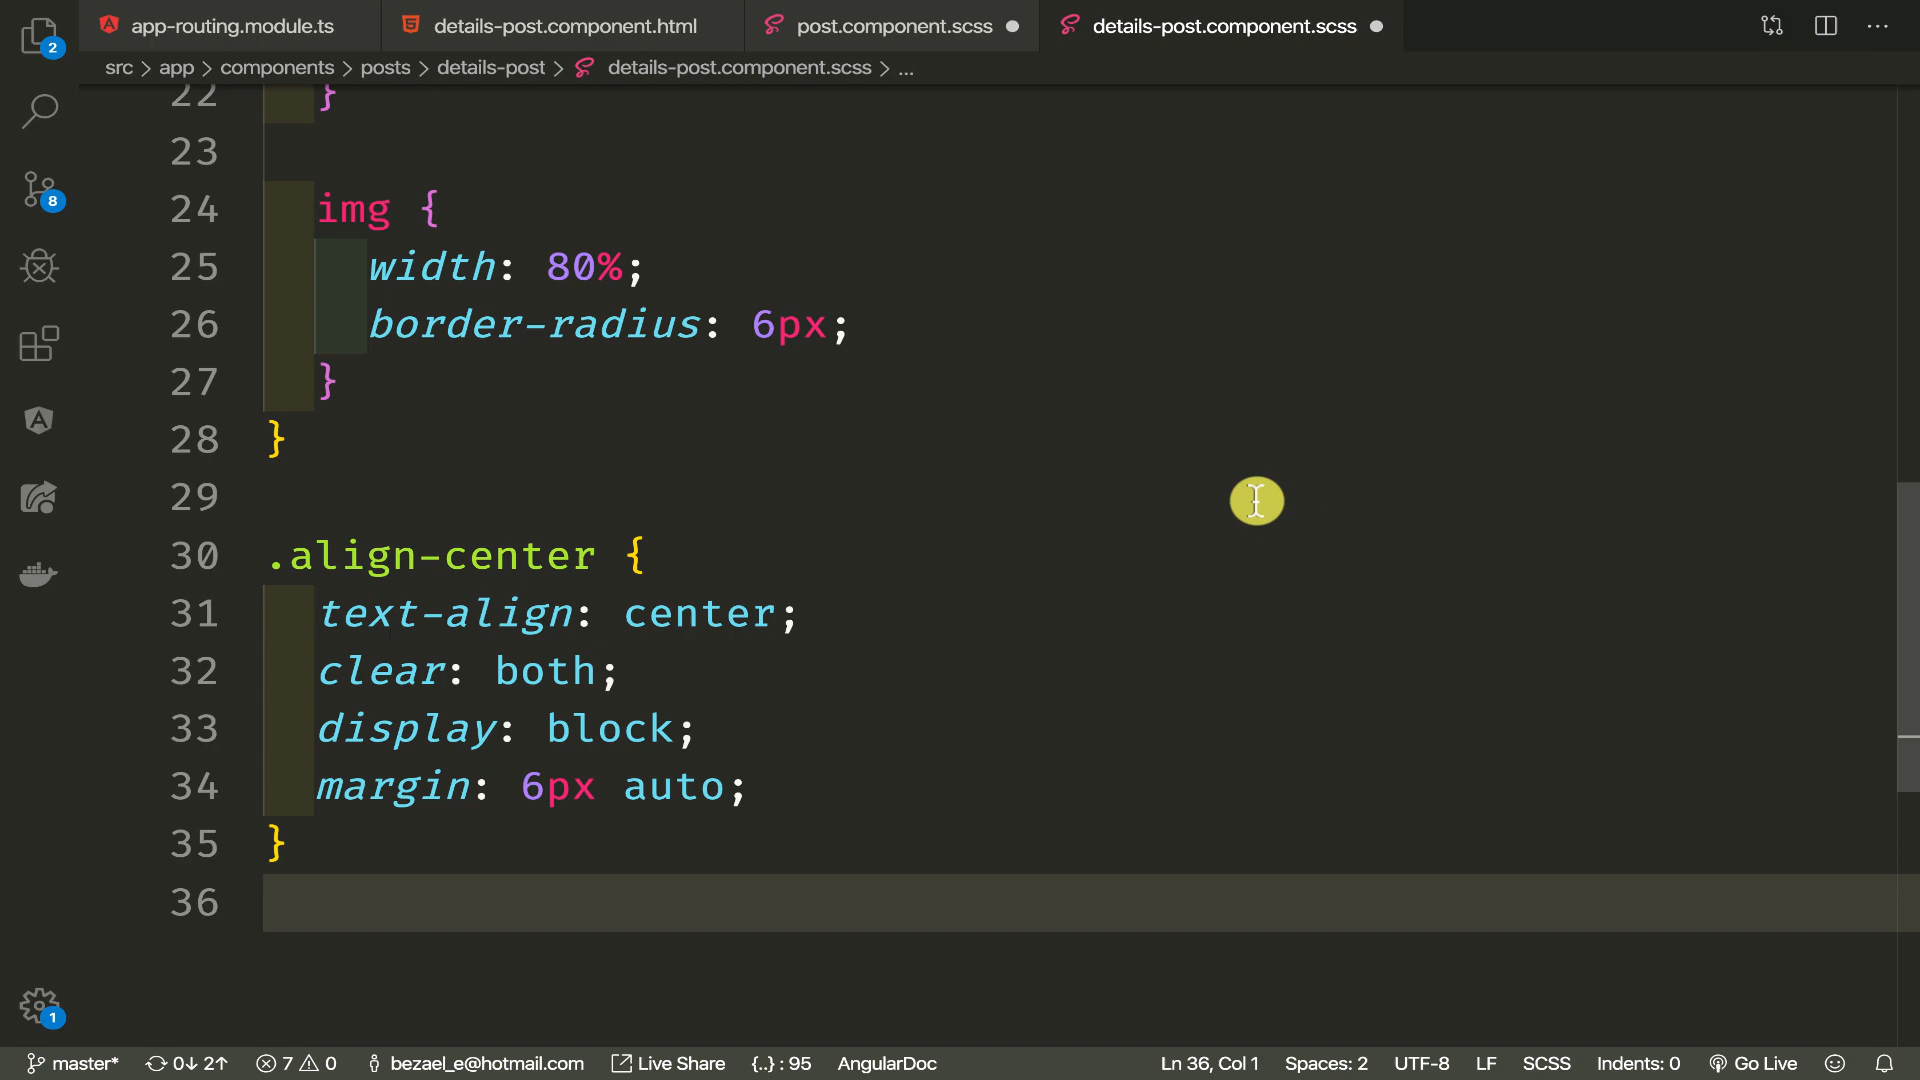 app-routing.module.ts details-post.component.html post.component.scss details-post.component.scss
src > app > components > posts > details-post > details-post.component.scss > ...
2
22 }
23
24 img {
8
25 width: 80%;
26 border-radius: 6px;
27 }
28 }
29
30 .align-center {
31 text-align: center;
32 clear: both;
33 display: block;
34 margin: 6px auto;
35 }
36
1
master* 0↓ 2↑ 7 0 bezael_e@hotmail.com Live Share {..} : 95 AngularDoc Ln 36, Col 1 Spaces: 2 UTF-8 LF SCSS Indents: 0 Go Live